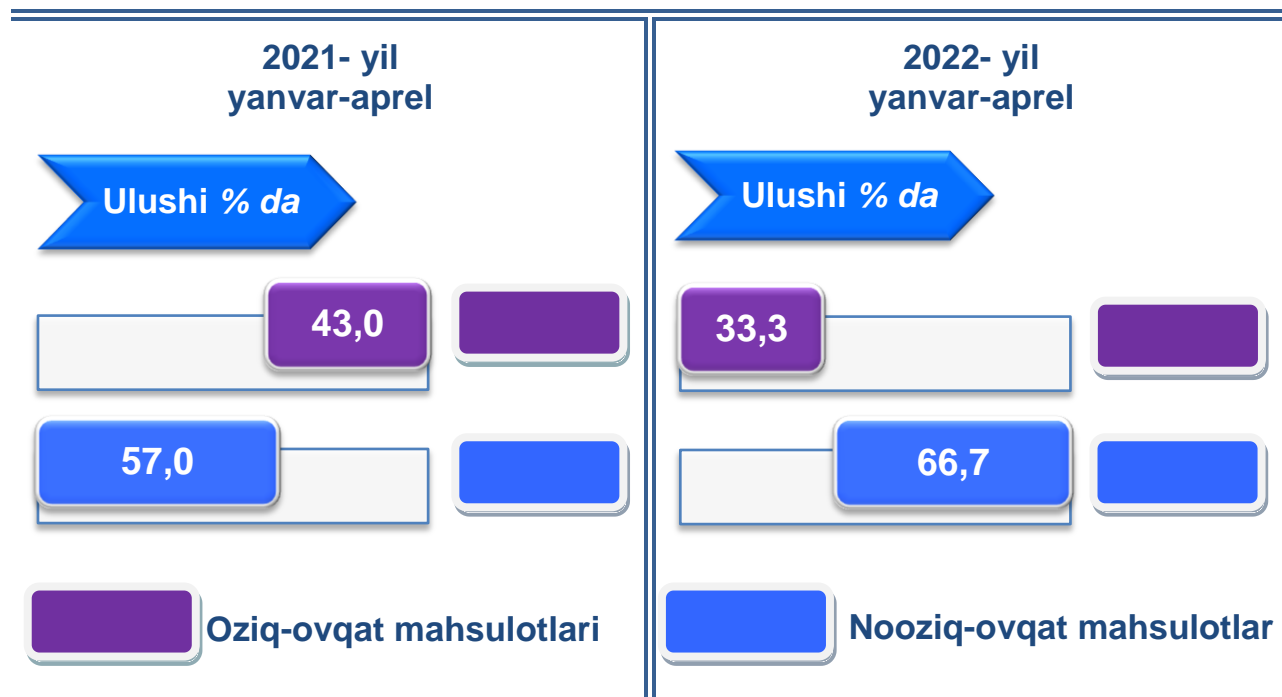 2021- yil
yanvar-aprel
Ulushi % da
43,0
57,0
Oziq-ovqat mahsulotlari
2022- yil
yanvar-aprel
Ulushi % da
33,3
66,7
Nooziq-ovqat mahsulotlar